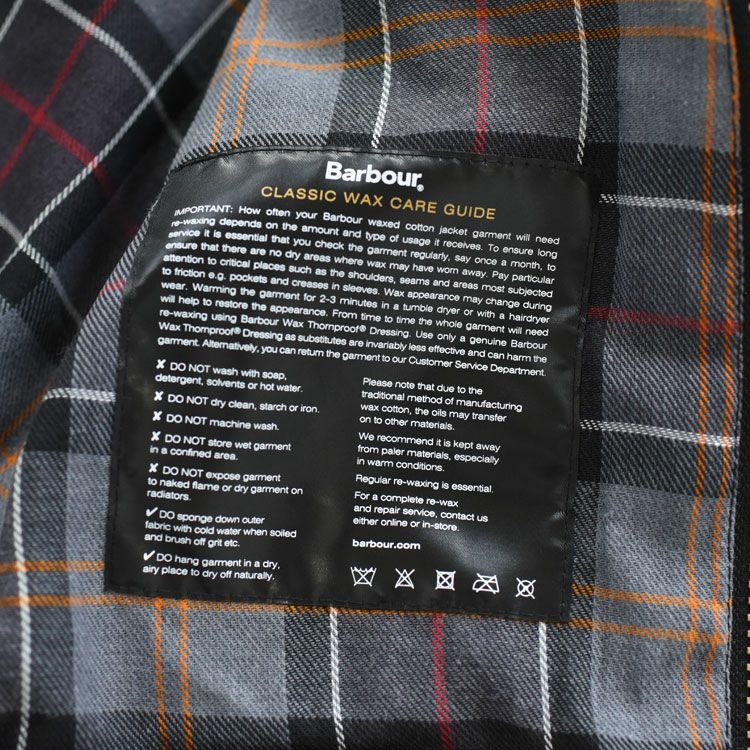 Barbour®
CLASSIC WAX CARE GUIDE
IMPORTANT: How often your Barbour waxed cotton jacket garment will need
re-waxing depends on the amount and type of usage it receives. To ensure long
service it is essential that you check the garment regularly, say once a month, to
ensure that there are no dry areas where wax may have worn away. Pay particular
attention to critical places such as the shoulders, seams and areas most subjected
to friction e.g. pockets and creases in sleeves. Wax appearance may change during
wear. Warming the garment for 2-3 minutes in a tumble dryer or with a hairdryer
will help to restore the appearance. From time to time the whole garment will need
re-waxing using Barbour Wax Thornproof® Dressing. Use only a genuine Barbour
Wax Thornproof® Dressing as substitutes are invariably less effective and can harm the
garment. Alternatively, you can return the garment to our Customer Service Department.
✗ DO NOT wash with soap,
detergent, solvents or hot water.
✗ DO NOT dry clean, starch or iron.
✗ DO NOT machine wash.
✗ DO NOT store wet garment
in a confined area.
✗ DO NOT expose garment
to naked flame or dry garment on
radiators.
✓ DO sponge down outer
fabric with cold water when soiled
and brush off grit etc.
✓ DO hang garment in a dry,
airy place to dry off naturally.
Please note that due to the
traditional method of manufacturing
wax cotton, the oils may transfer
on to other materials.
We recommend it is kept away
from paler materials, especially
in warm conditions.
Regular re-waxing is essential.
For a complete re-wax
and repair service, contact us
either online or in-store.
barbour.com